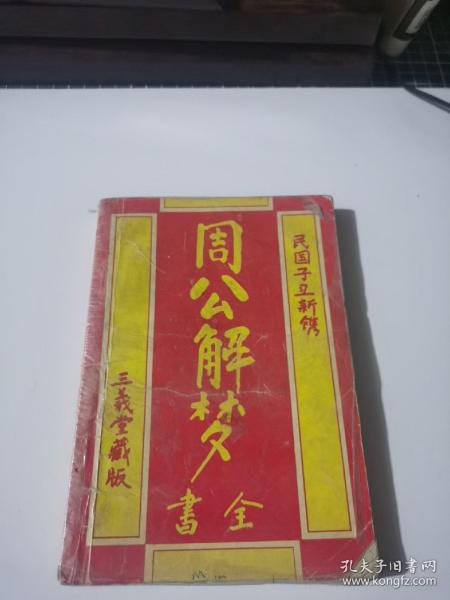 民国子丑新镌
周公解梦
全書
三義堂藏版
孔夫子旧书网
www.kongfz.com